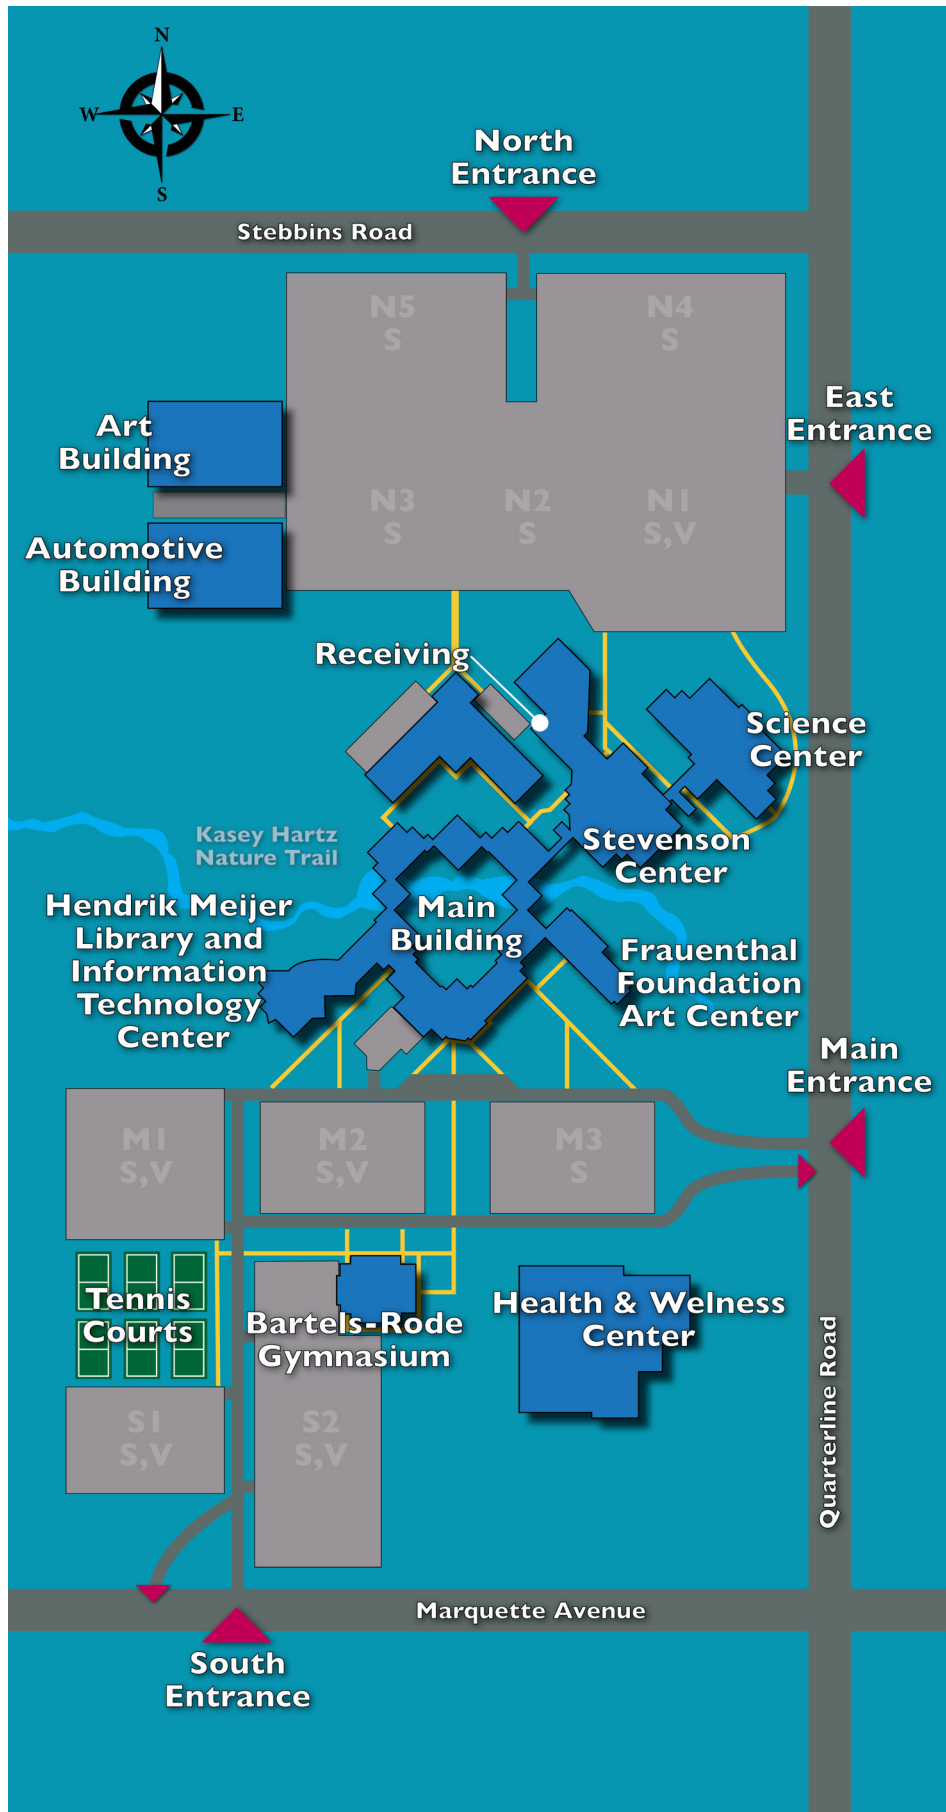 N
W
E
S
North
Entrance
Stebbins Road
N5
S
N4
S
East
Entrance
Art
Building
N3
S
N2
S
N1
S,V
Automotive
Building
Receiving
Science
Center
Kasey Hartz
Nature Trail
Stevenson
Center
Hendrik Meijer
Library and
Information
Technology
Center
Main
Building
Frauenthal
Foundation
Art Center
Main
Entrance
M1
S,V
M2
S,V
M3
S
Tennis
Courts
Bartels-Rode
Gymnasium
Health & Welness
Center
Quarterline Road
S1
S,V
S2
S,V
Marquette Avenue
South
Entrance